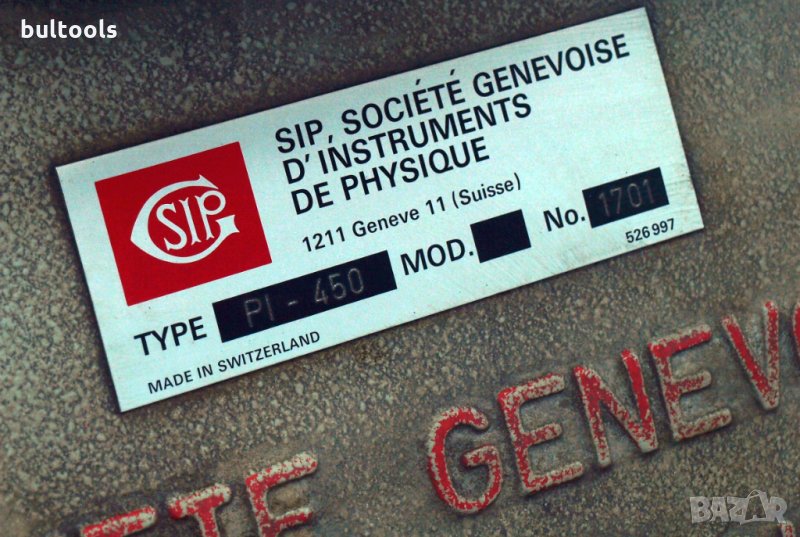 bultools
SIP, SOCIÉTÉ GENEVOISE
D'INSTRUMENTS
DE PHYSIQUE
SIP
1211 Geneve 11 (Suisse)
TYPE PI - 450 MOD. No. 1701
526 997
MADE IN SWITZERLAND
GENEV
BAZAR